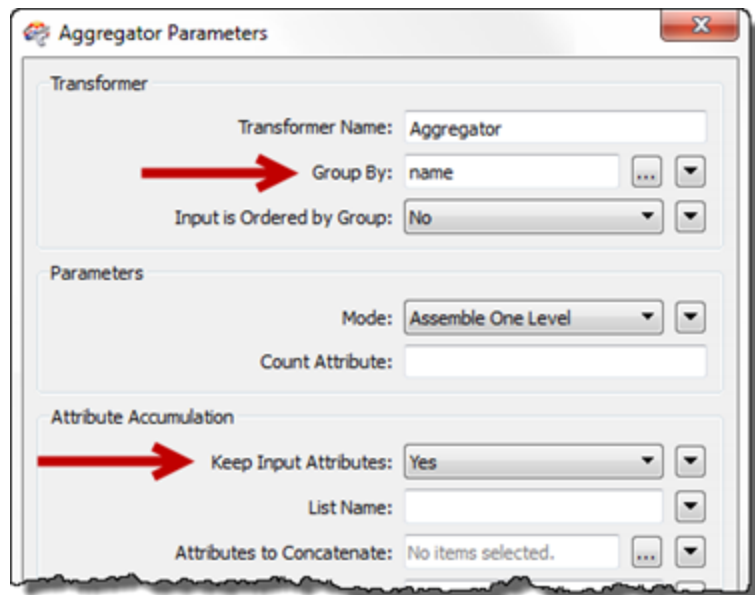 Aggregator Parameters
Transformer
Transformer Name: Aggregator
Group By: name ...
Input is Ordered by Group: No
Parameters
Mode: Assemble One Level
Count Attribute:
Attribute Accumulation
Keep Input Attributes: Yes
List Name:
Attributes to Concatenate: No items selected. ...